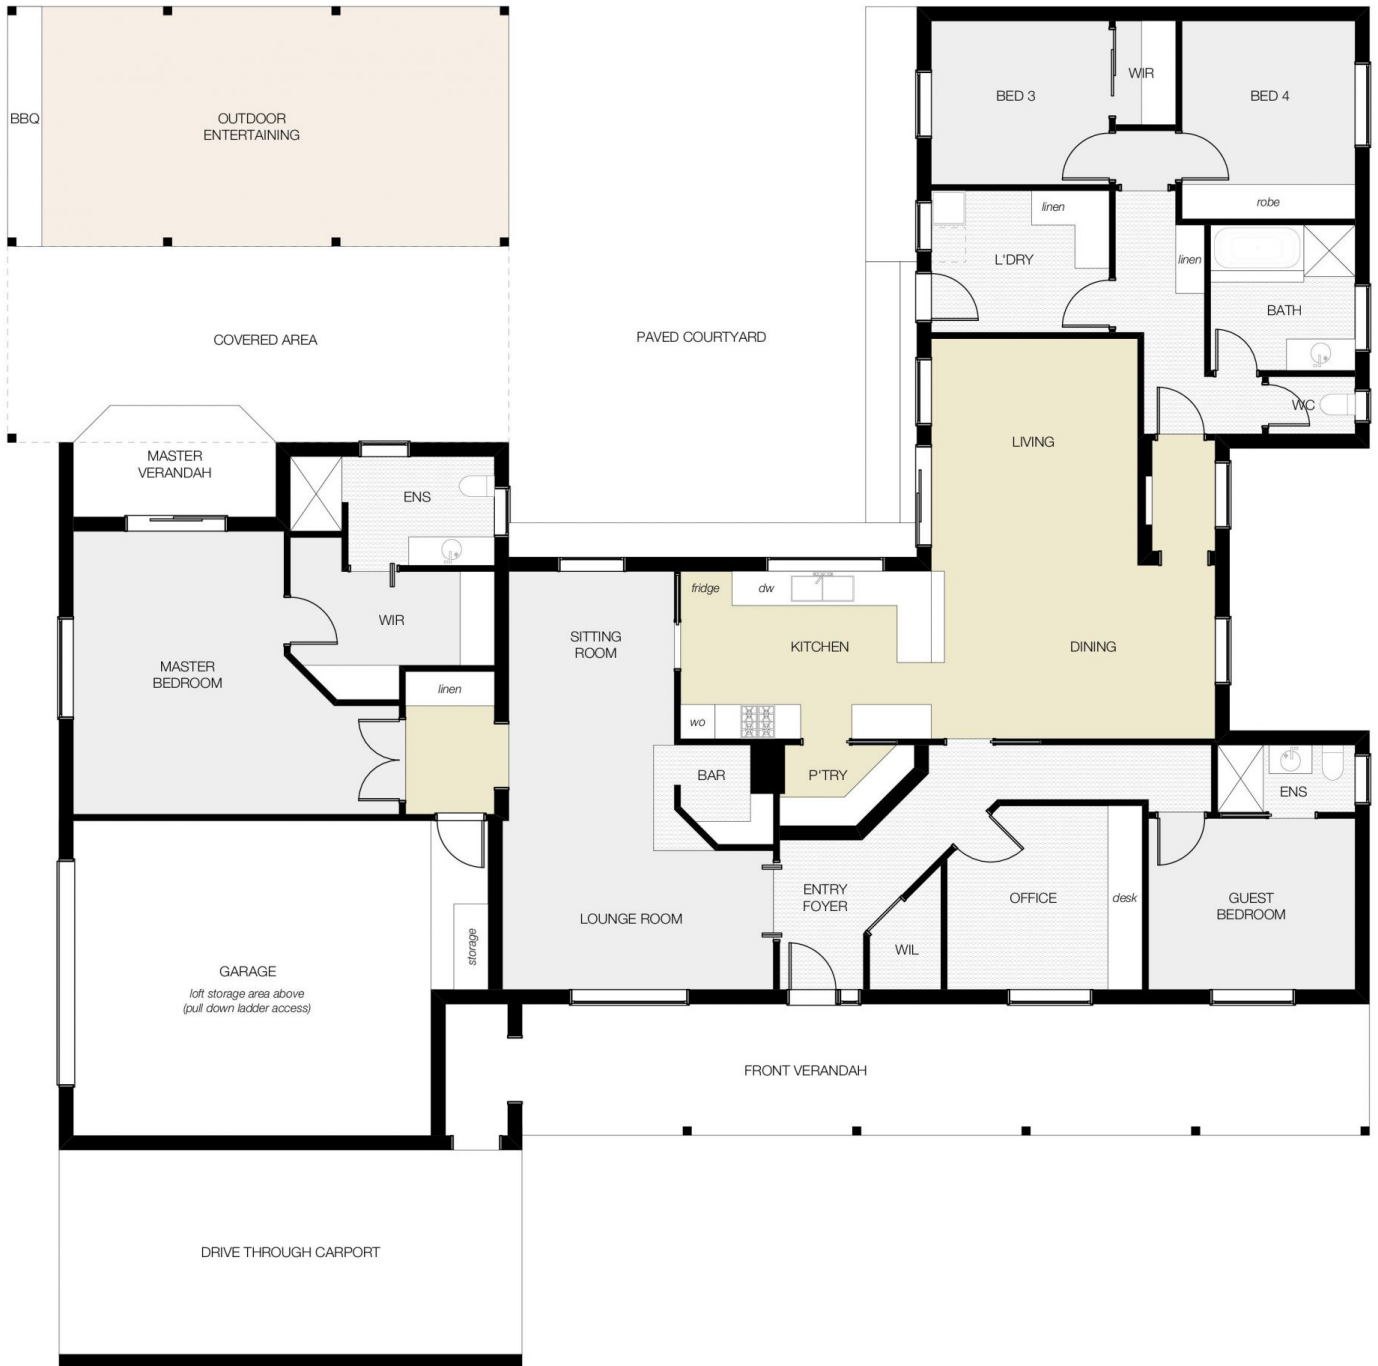 BBQ
OUTDOOR
ENTERTAINING
BED 3
WIR
BED 4
linen
robe
L'DRY
linen
BATH
COVERED AREA
PAVED COURTYARD
WC
LIVING
MASTER
VERANDAH
ENS
fridge
dw
WIR
SITTING
ROOM
KITCHEN
DINING
MASTER
BEDROOM
linen
wo
BAR
P'TRY
ENS
ENTRY
FOYER
OFFICE
desk
GUEST
BEDROOM
LOUNGE ROOM
WIL
storage
GARAGE
loft storage area above
(pull down ladder access)
FRONT VERANDAH
DRIVE THROUGH CARPORT